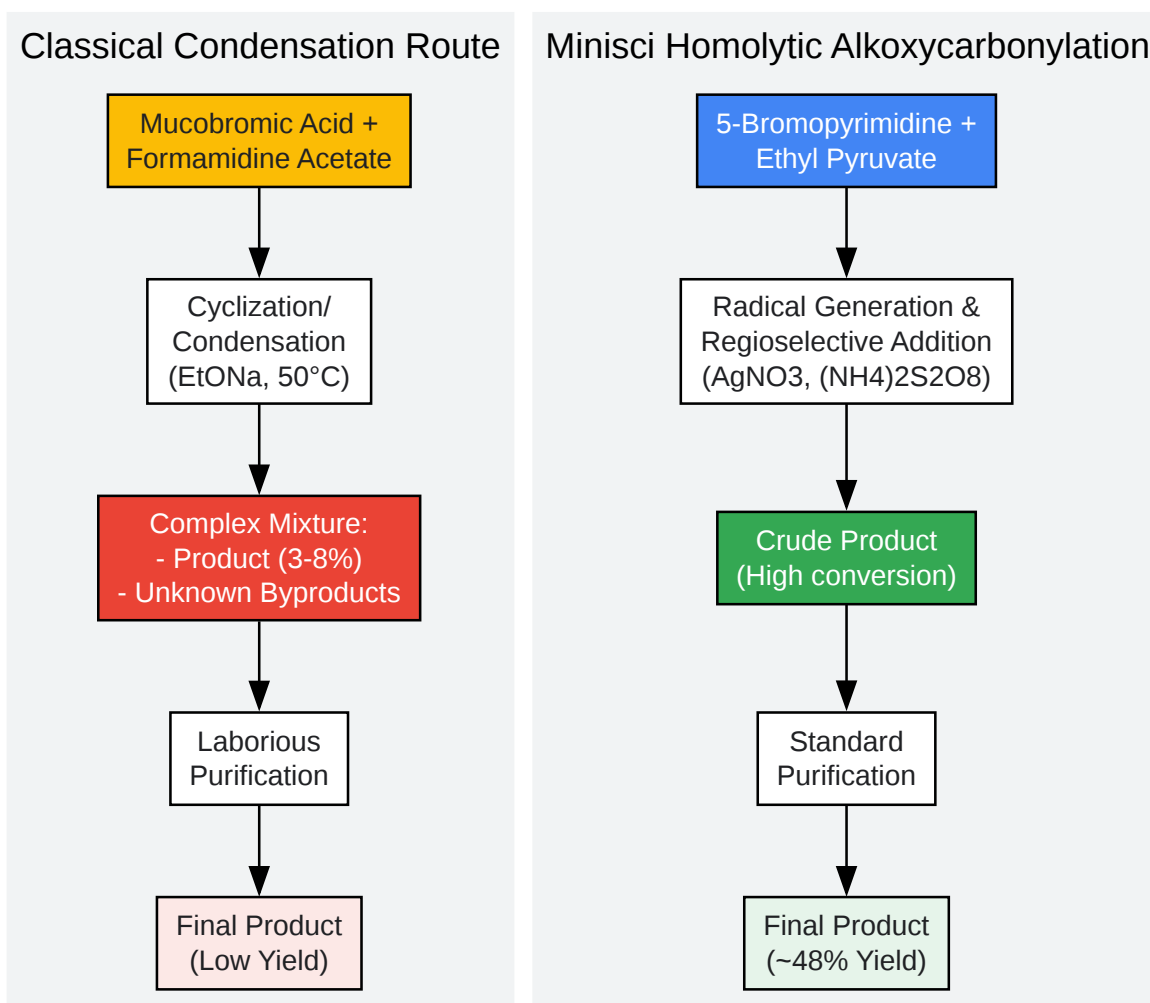 Classical Condensation Route
Mucobromic Acid +
Formamidine Acetate
Cyclization/
Condensation
(EtONa, 50°C)
Complex Mixture:
- Product (3-8%)
- Unknown Byproducts
Laborious
Purification
Final Product
(Low Yield)
Minisci Homolytic Alkoxycarbonylation
5-Bromopyrimidine +
Ethyl Pyruvate
Radical Generation &
Regioselective Addition
(AgNO3, (NH4)2S2O8)
Crude Product
(High conversion)
Standard
Purification
Final Product
(~48% Yield)